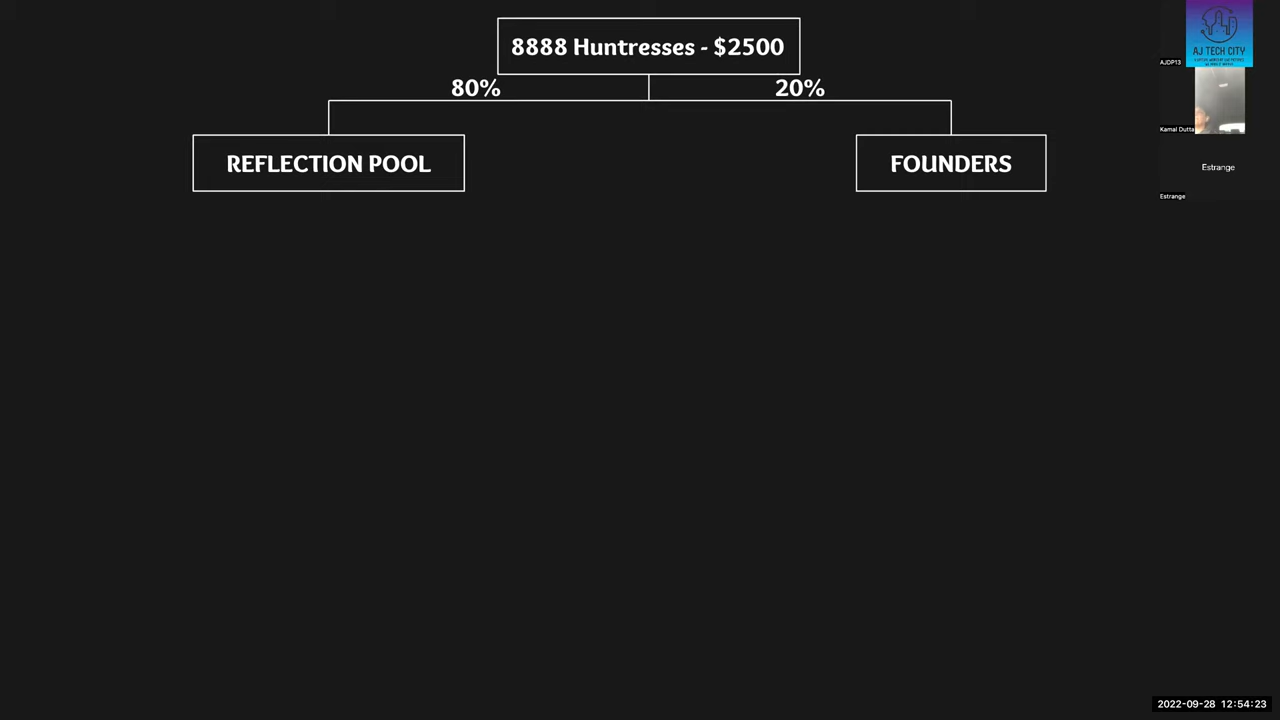 8888 Huntresses - $2500
80%
20%
REFLECTION POOL
FOUNDERS
AJ TECH CITY
AJDP13
Kamal Dutta
Estrange
Estrange
2022-09-28 12:54:23